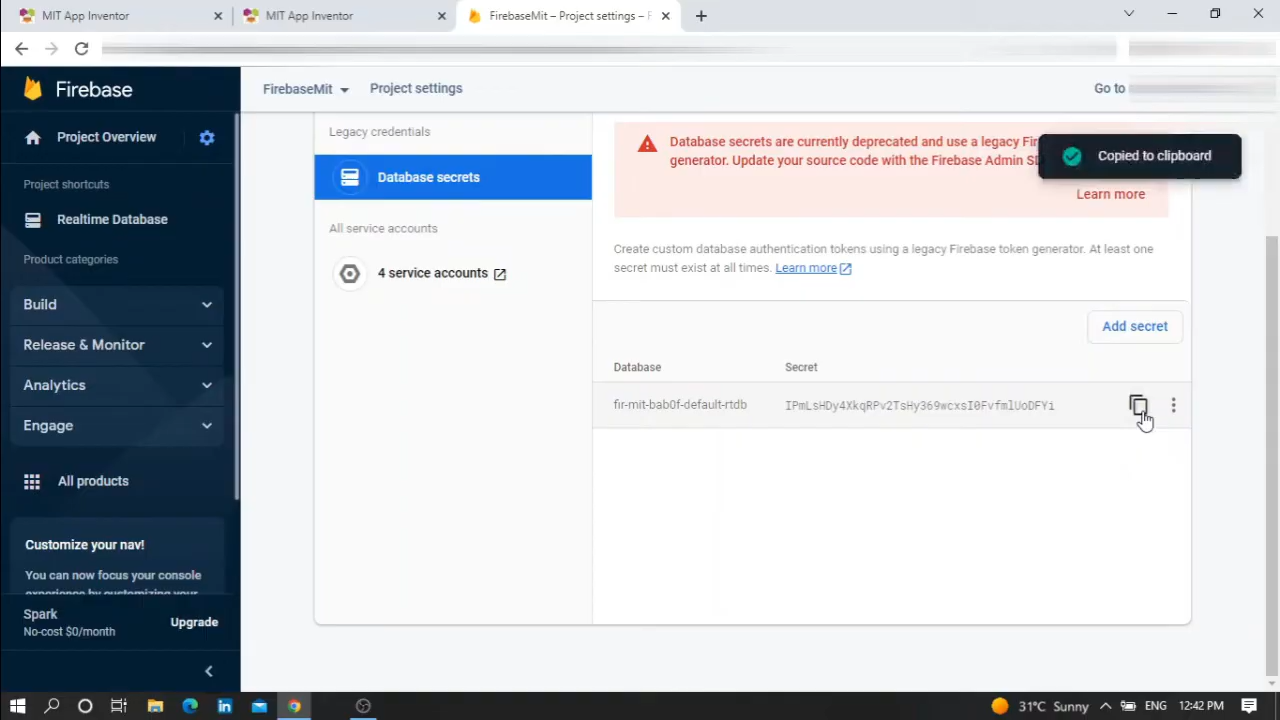 MIT App Inventor
MIT App Inventor
FirebaseMit – Project settings – F
Firebase
FirebaseMit
Project settings
Go to
Project Overview
Project shortcuts
Realtime Database
Product categories
Build
Release & Monitor
Analytics
Engage
All products
Customize your nav!
You can now focus your console
experience by customizing your
Spark
No-cost $0/month
Upgrade
Legacy credentials
Database secrets
All service accounts
4 service accounts
Database secrets are currently deprecated and use a legacy Fir
generator. Update your source code with the Firebase Admin SD
Learn more
Copied to clipboard
Create custom database authentication tokens using a legacy Firebase token generator. At least one
secret must exist at all times. Learn more
Add secret
Database
Secret
fir-mit-bab0f-default-rtdb
IPmLsHDy4XkqRPv2TsHy369wcxsI0FvfmlUoDFYi
31°C Sunny
ENG
12:42 PM